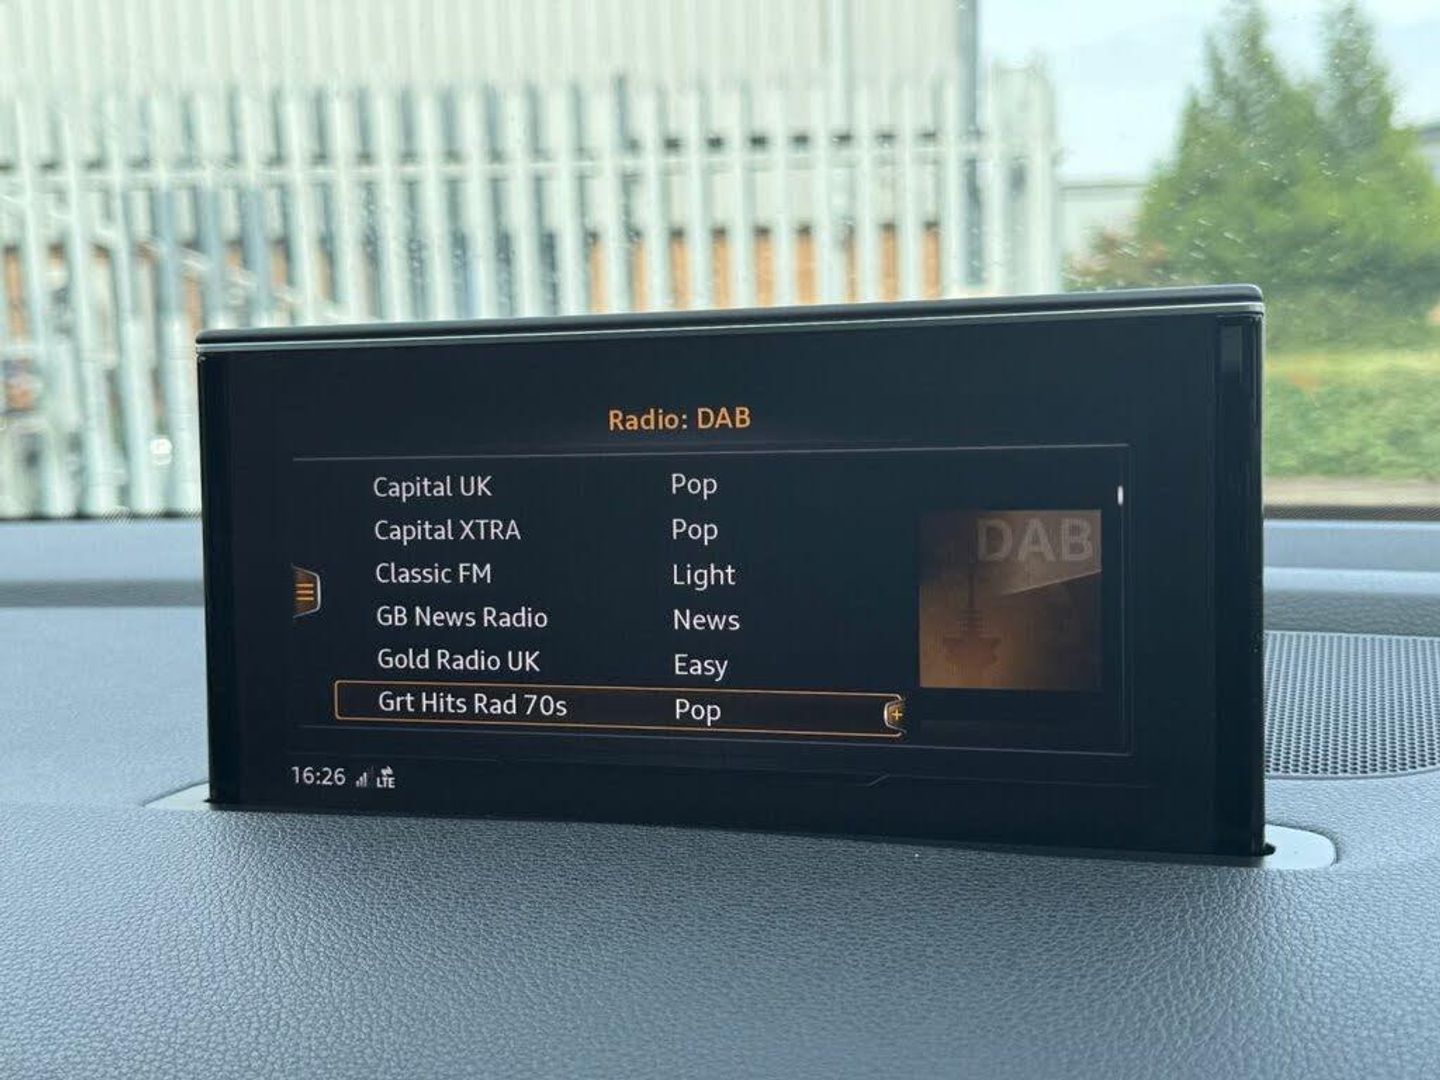 Radio: DAB
Capital UK Pop
Capital XTRA Pop
Classic FM Light
GB News Radio News
Gold Radio UK Easy
Grt Hits Rad 70s Pop
DAB
16:26 LTE